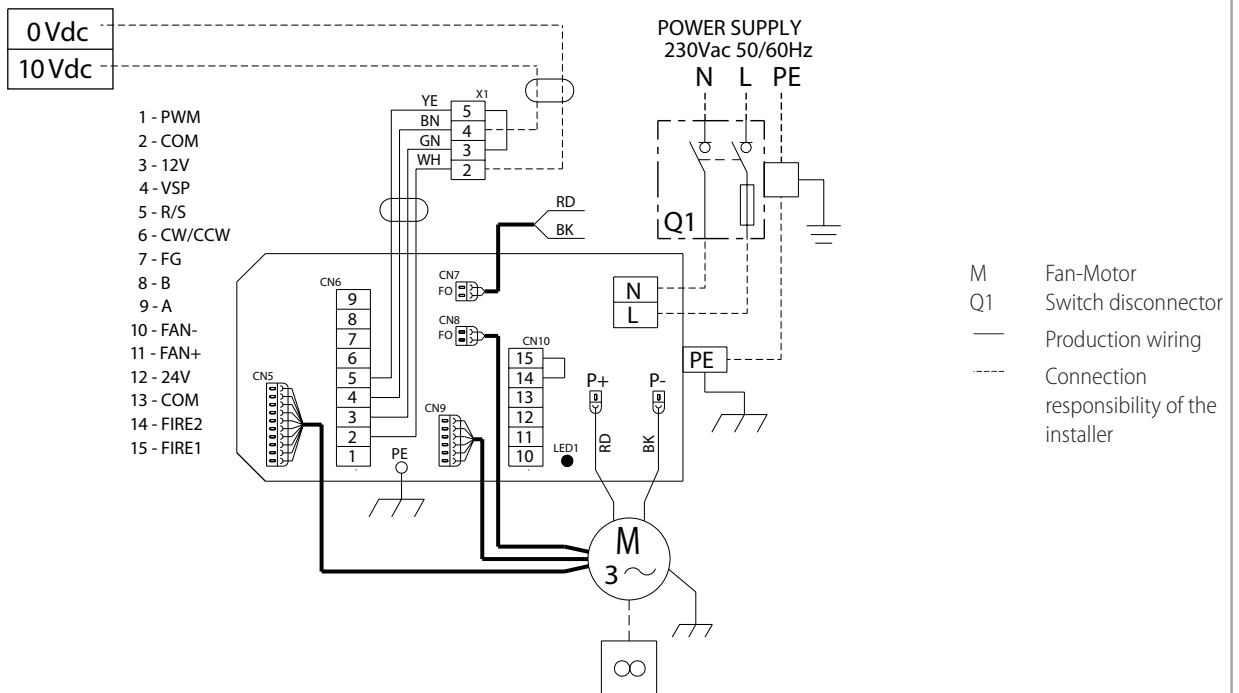 0 Vdc
10 Vdc
1 - PWM
2 - COM
3 - 12V
4 - VSP
5 - R/S
6 - CW/CCW
7 - FG
8 - B
9 - A
10 - FAN-
11 - FAN+
12 - 24V
13 - COM
14 - FIRE2
15 - FIRE1
X1
YE 5
BN 4
GN 3
WH 2
POWER SUPPLY
230Vac 50/60Hz
N L PE
Q1
RD
BK
CN7
FO
CN8
FO
CN6
9
8
7
6
5
4
3
2
1
CN5
CN9
CN10
15
14
13
12
11
10
LED1
PE
N
L
PE
P+ P-
RD BK
M
3
M Fan-Motor
Q1 Switch disconnector
Production wiring
Connection
responsibility of the
installer